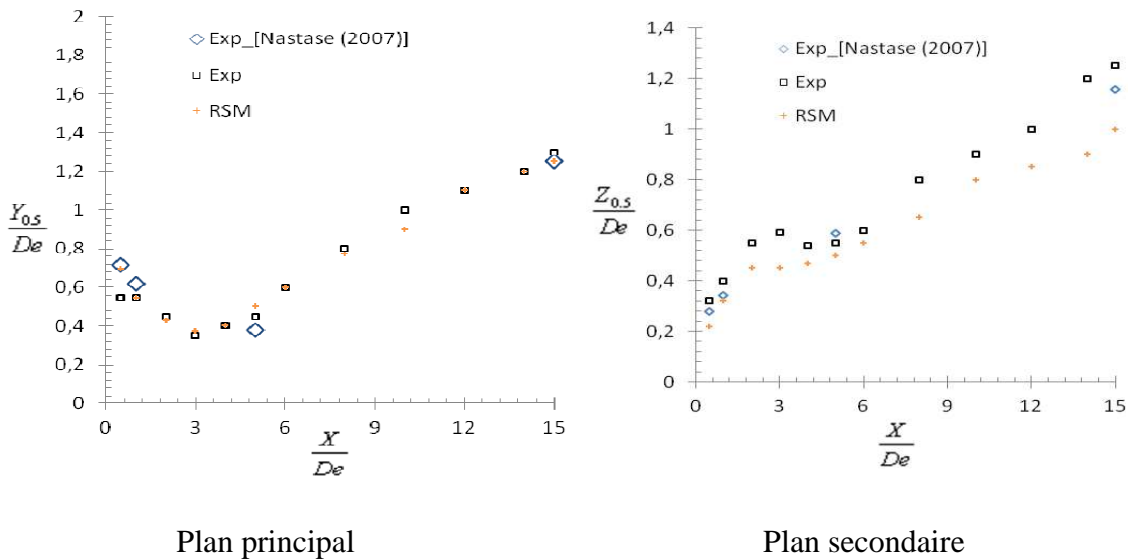 2
1,8
1,6
1,4
1,2
1
0,8
0,6
0,4
0,2
0
Exp_[Nastase (2007)]
Exp
RSM
Y0.5
De
0 3 6 9 12 15
X
De
Plan principal
1,4
1,2
1
0,8
0,6
0,4
0,2
0
Exp_[Nastase (2007)]
Exp
RSM
Z0.5
De
0 3 6 9 12 15
X
De
Plan secondaire